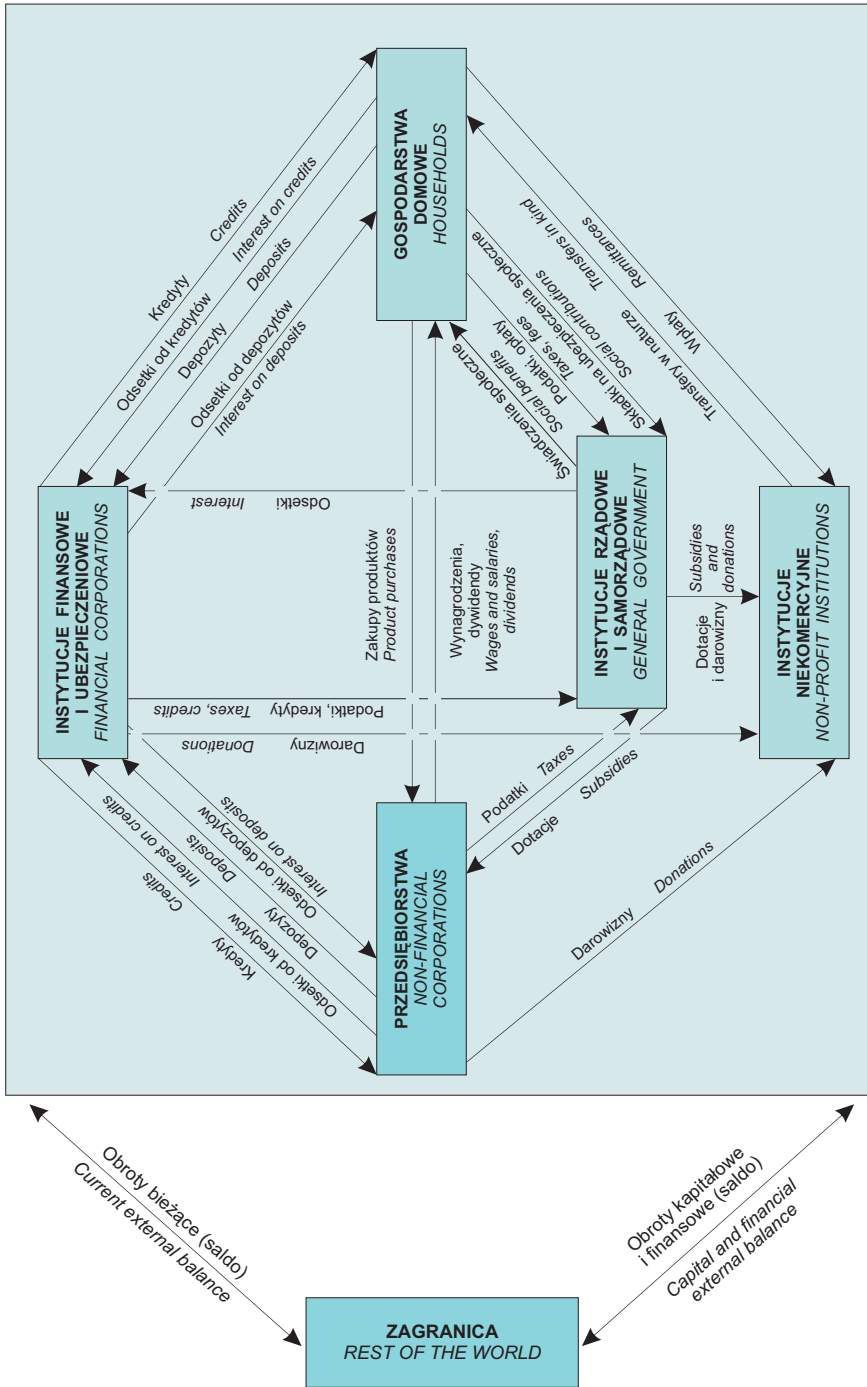 INSTYTUCJE FINANSOWE
I UBEZPIECZENIOWE
FINANCIAL CORPORATIONS
Kredyty
Credits
Odsetki od kredytów
Interest on credits
Depozyty
Deposits
Odsetki od depozytów
Interest on deposits
Kredyty
Credits
Odsetki od kredytów
Interest on credits
Depozyty
Deposits
Odsetki od depozytów
Interest on deposits
Darowizny
Donations
Podatki, kredyty
Taxes, credits
Odsetki
Interest
PRZEDSIĘBIORSTWA
NON-FINANCIAL
CORPORATIONS
Zakupy produktów
Product purchases
Wynagrodzenia,
dywidendy
Wages and salaries,
dividends
GOSPODARSTWA
DOMOWE
HOUSEHOLDS
Podatki
Taxes
Dotacje
Subsidies
Świadczenia społeczne
Social benefits
Podatki, opłaty
Taxes, fees
Składki na ubezpieczenia społeczne
Social contributions
Transfery w naturze
Transfers in kind
Wpłaty
Remittances
INSTYTUCJE RZĄDOWE
I SAMORZĄDOWE
GENERAL GOVERNMENT
Darowizny
Donations
Dotacje
i darowizny
Subsidies
and
donations
INSTYTUCJE
NIEKOMERCYJNE
NON-PROFIT INSTITUTIONS
Obroty bieżące (saldo)
Current external balance
Obroty kapitałowe
i finansowe (saldo)
Capital and financial
external balance
ZAGRANICA
REST OF THE WORLD